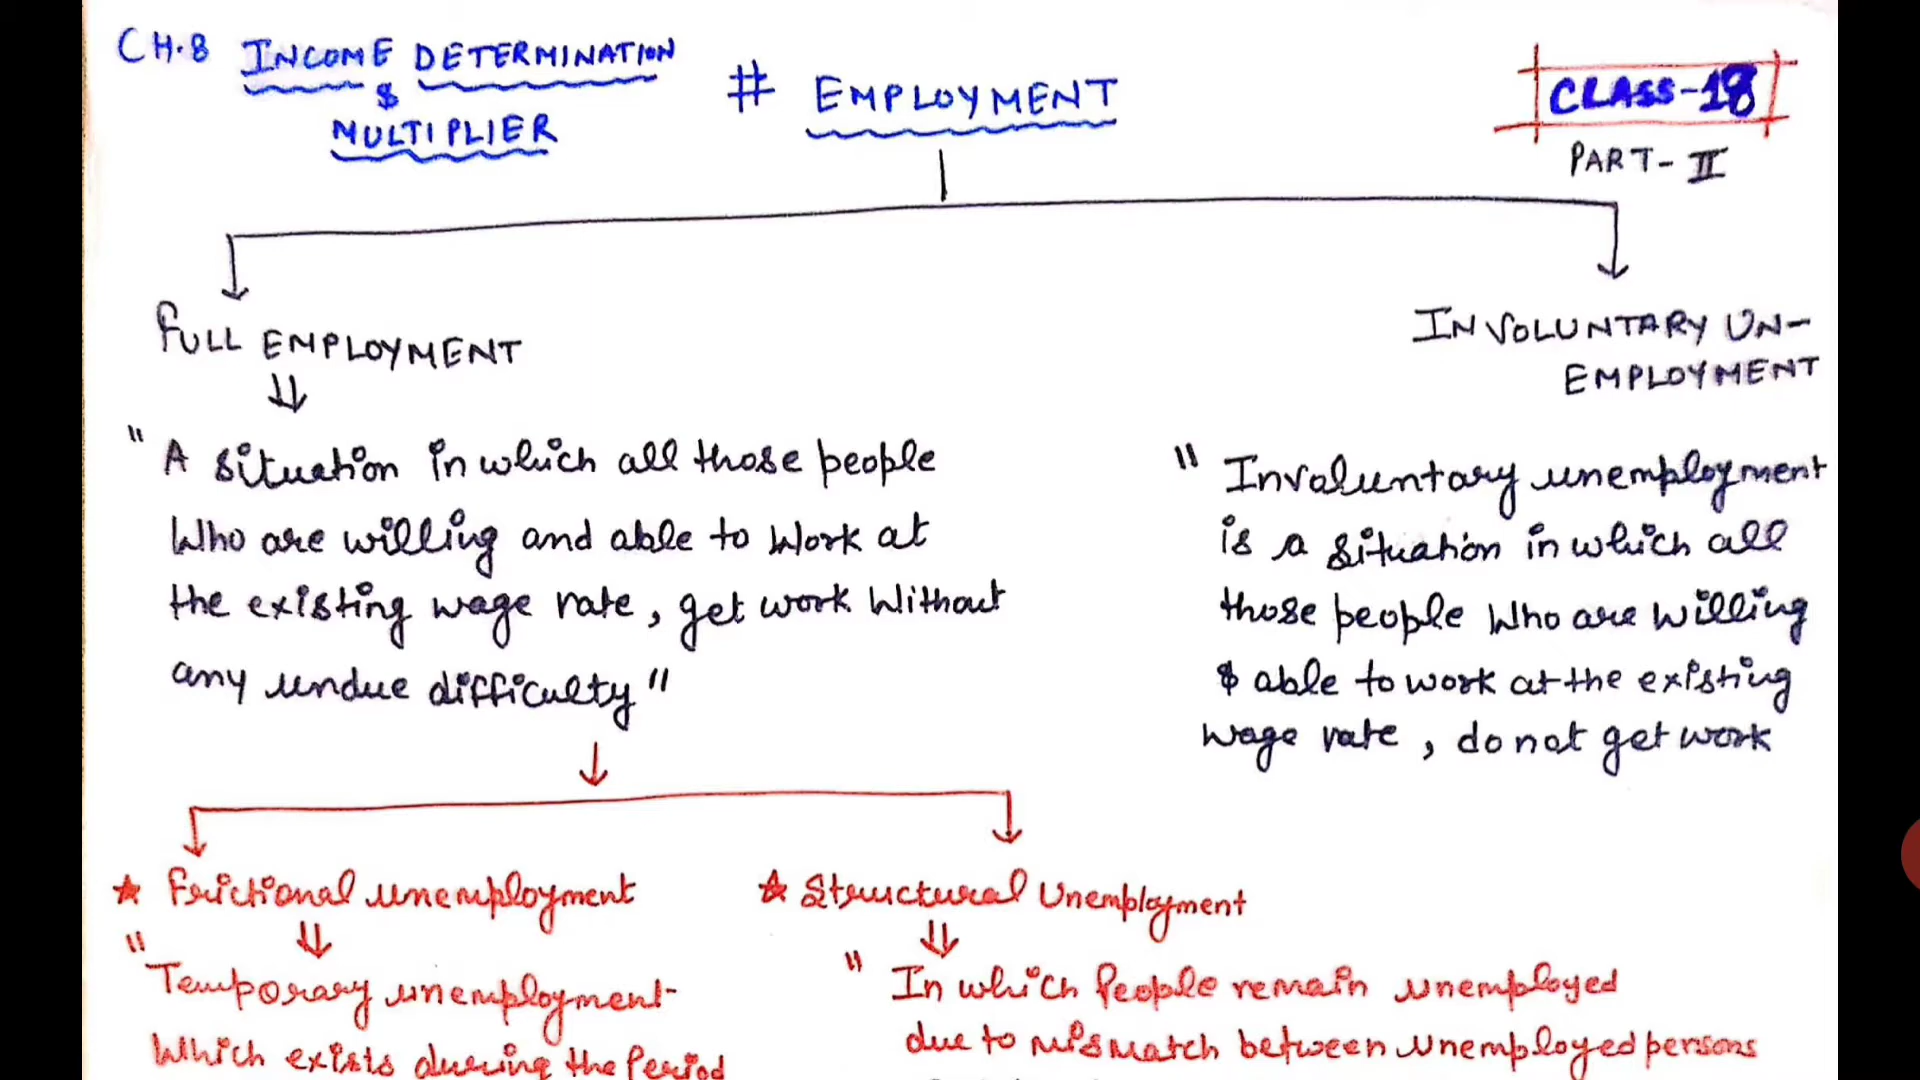 CH.8 INCOME DETERMINATION
&
MULTIPLIER
# EMPLOYMENT
CLASS-18
PART-II
FULL EMPLOYMENT
"A situation in which all those people
who are willing and able to work at
the existing wage rate, get work without
any undue difficulty"
INVOLUNTARY UN-
EMPLOYMENT
"Involuntary unemployment
is a situation in which all
those people who are willing
& able to work at the existing
wage rate, do not get work
★ Frictional unemployment
"Temporary unemployment
which exists during the period
★ Structural Unemployment
"In which People remain unemployed
due to mismatch between unemployed persons